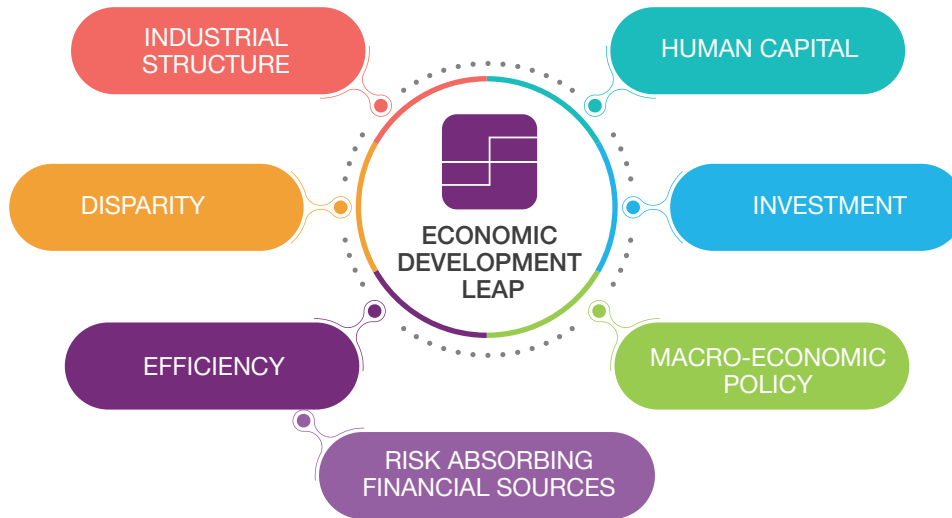 INDUSTRIAL
STRUCTURE
HUMAN CAPITAL
DISPARITY
ECONOMIC
DEVELOPMENT
LEAP
INVESTMENT
EFFICIENCY
MACRO-ECONOMIC
POLICY
RISK ABSORBING
FINANCIAL SOURCES